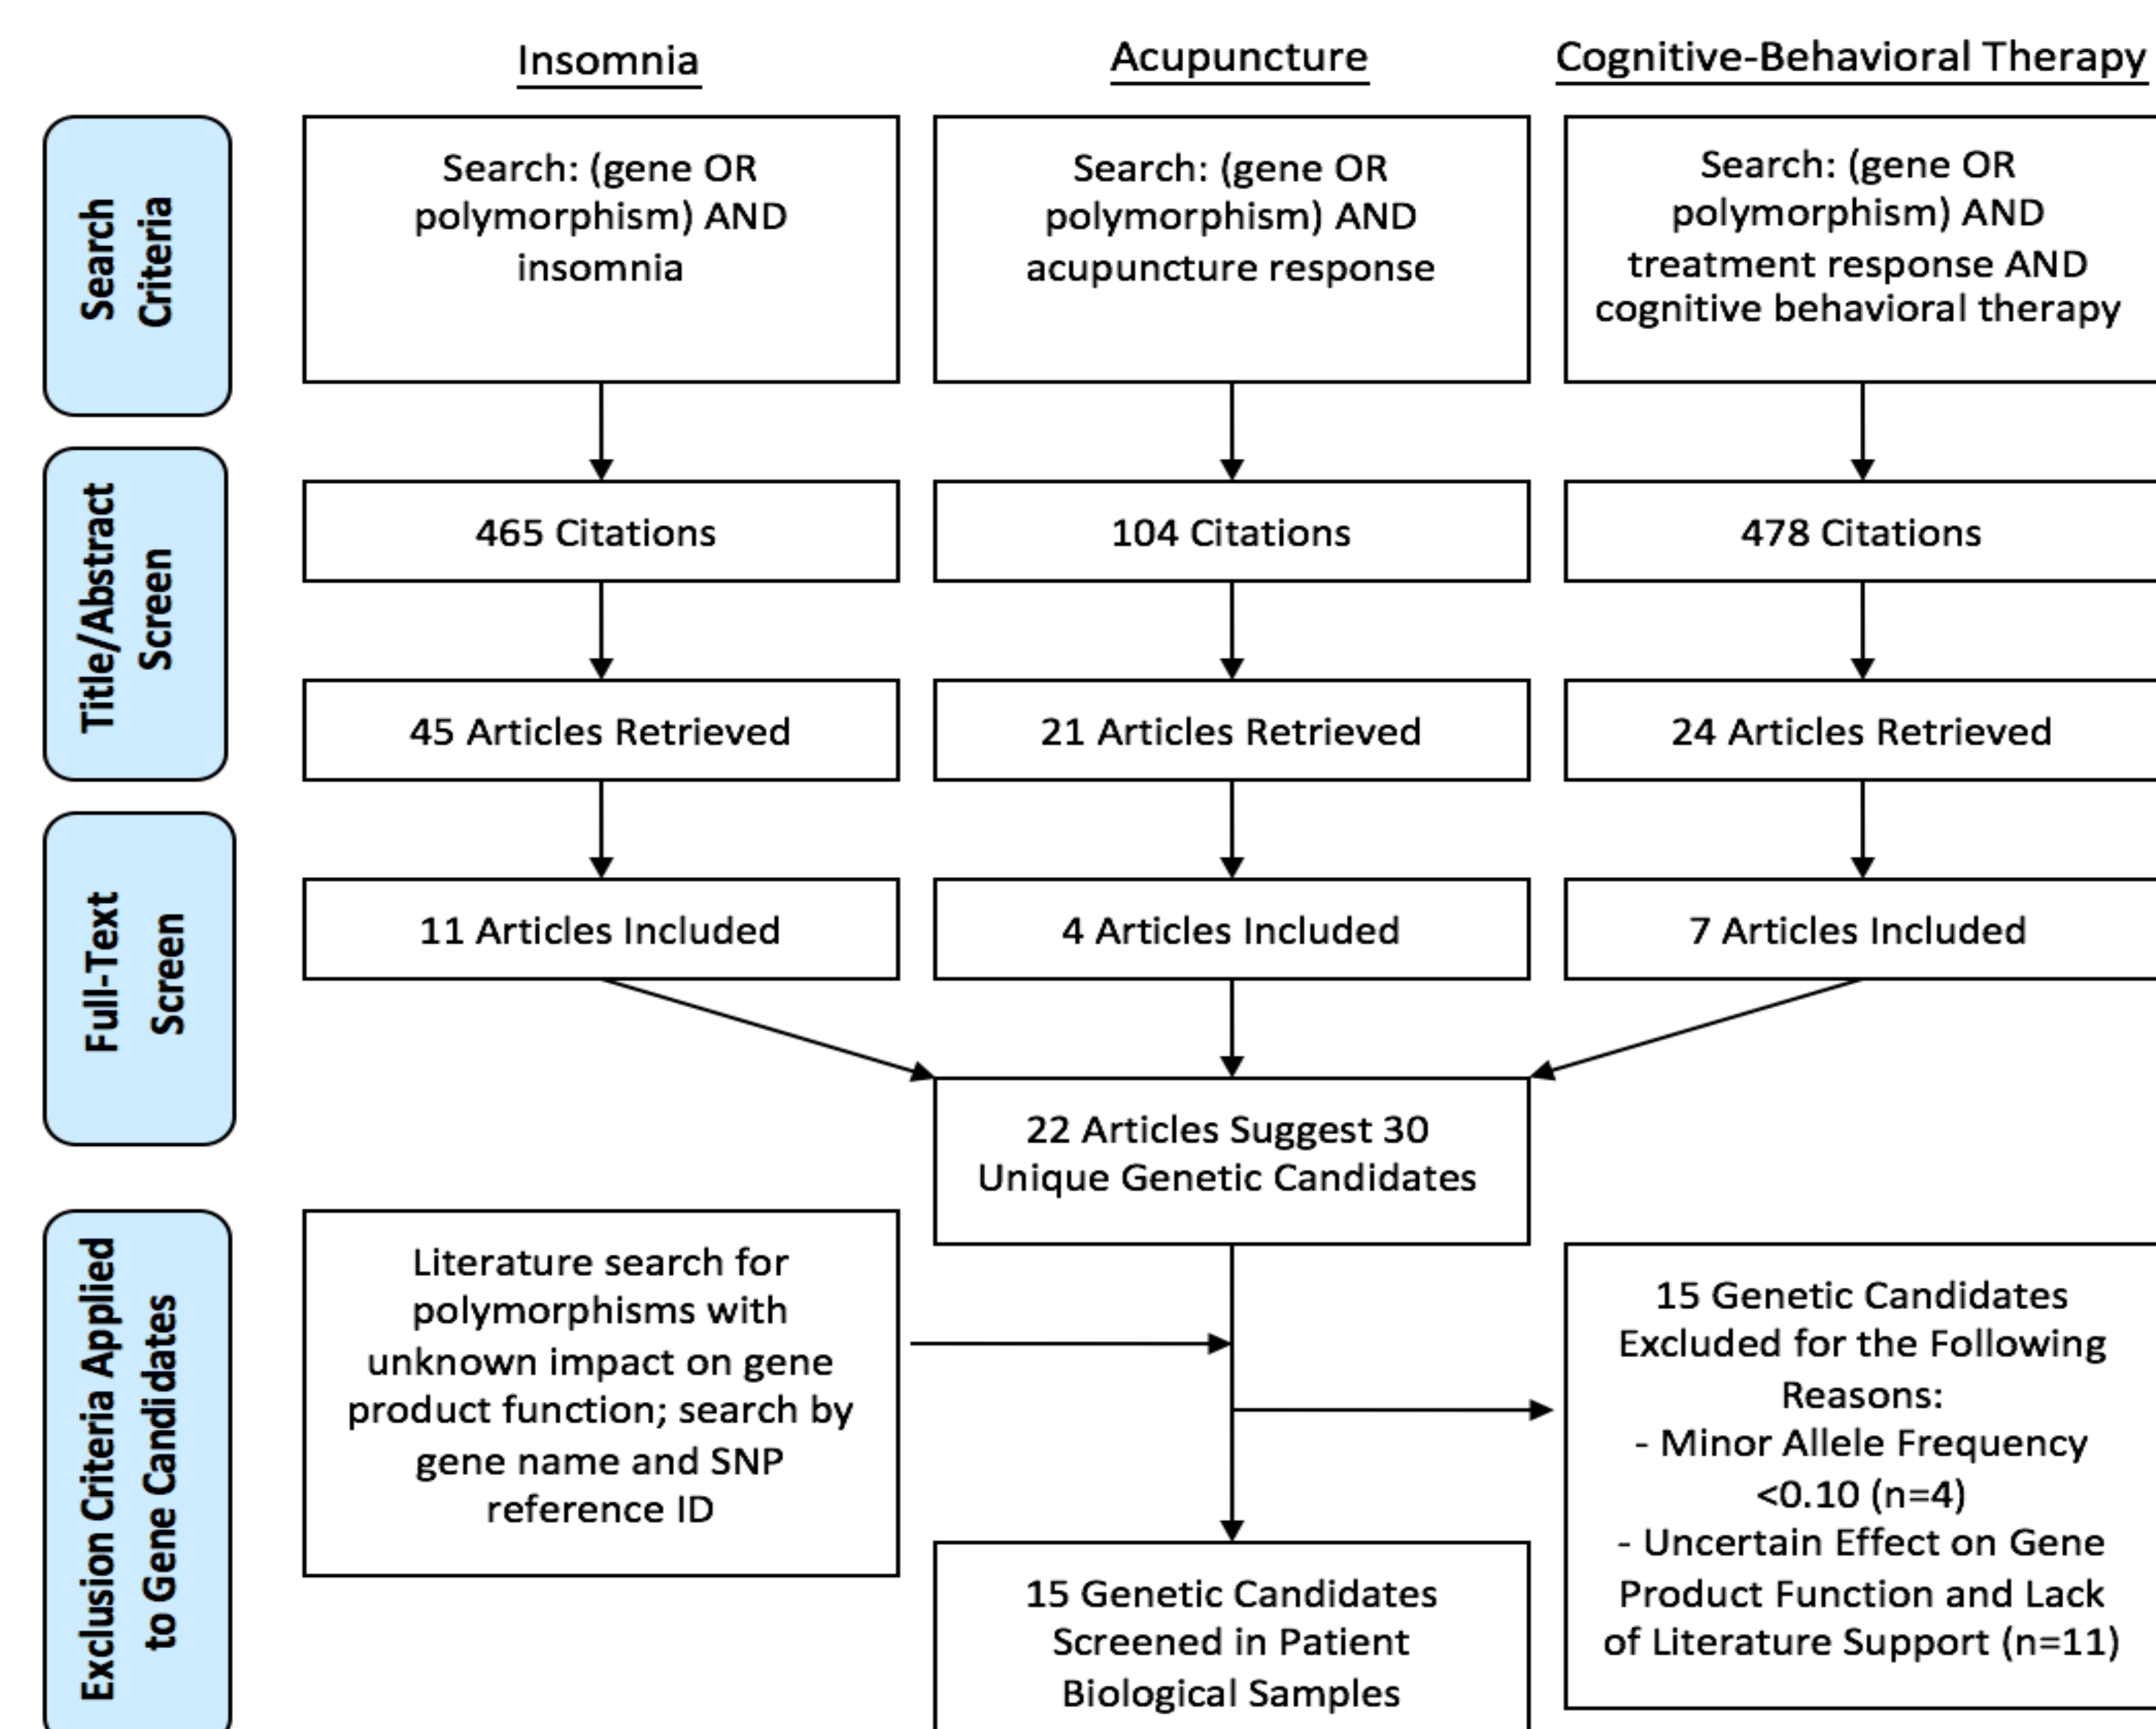 Insomnia
Acupuncture
Cognitive-Behavioral Therapy
Search
Criteria
Search: (gene OR
polymorphism) AND
insomnia
Search: (gene OR
polymorphism) AND
acupuncture response
Search: (gene OR
polymorphism) AND
treatment response AND
cognitive behavioral therapy
Title/Abstract
Screen
465 Citations
104 Citations
478 Citations
45 Articles Retrieved
21 Articles Retrieved
24 Articles Retrieved
Full-Text
Screen
11 Articles Included
4 Articles Included
7 Articles Included
22 Articles Suggest 30
Unique Genetic Candidates
Exclusion Criteria Applied
to Gene Candidates
Literature search for
polymorphisms with
unknown impact on gene
product function; search by
gene name and SNP
reference ID
15 Genetic Candidates
Excluded for the Following
Reasons:
- Minor Allele Frequency
<0.10 (n=4)
- Uncertain Effect on Gene
Product Function and Lack
of Literature Support (n=11)
15 Genetic Candidates
Screened in Patient
Biological Samples